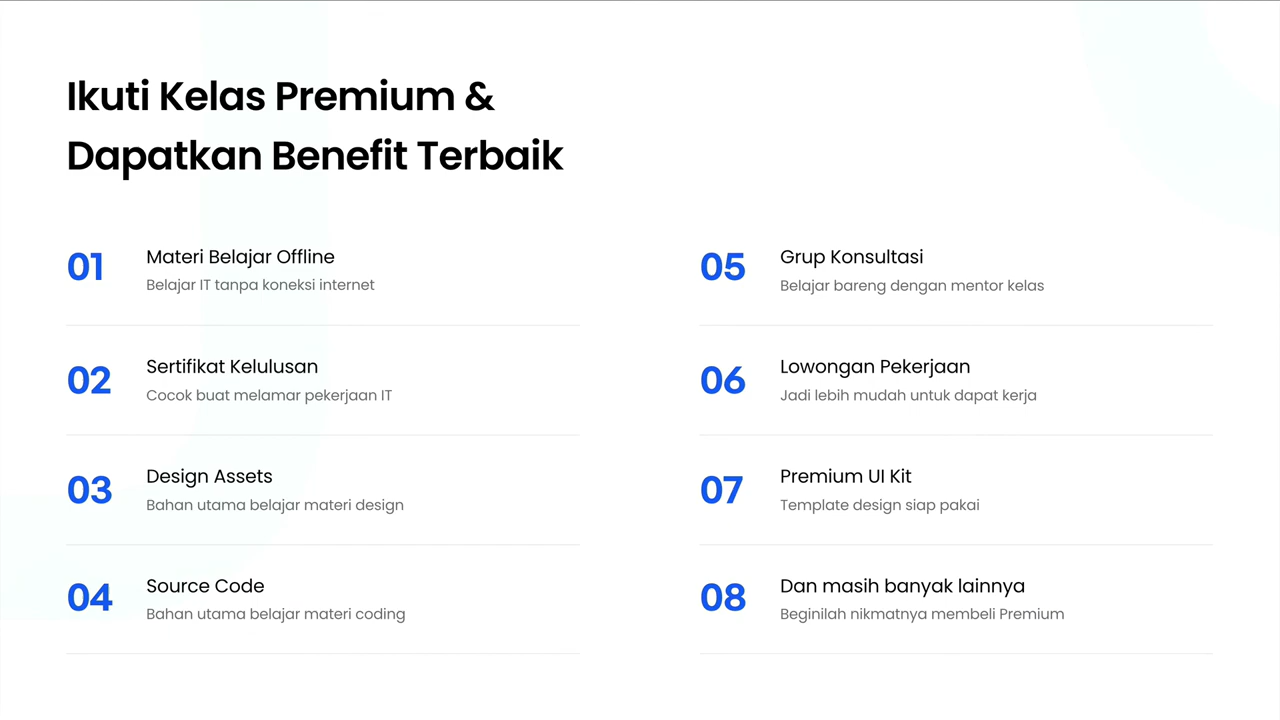 Ikuti Kelas Premium &
Dapatkan Benefit Terbaik
01
Materi Belajar Offline
Belajar IT tanpa koneksi internet
02
Sertifikat Kelulusan
Cocok buat melamar pekerjaan IT
03
Design Assets
Bahan utama belajar materi design
04
Source Code
Bahan utama belajar materi coding
05
Grup Konsultasi
Belajar bareng dengan mentor kelas
06
Lowongan Pekerjaan
Jadi lebih mudah untuk dapat kerja
07
Premium UI Kit
Template design siap pakai
08
Dan masih banyak lainnya
Beginilah nikmatnya membeli Premium